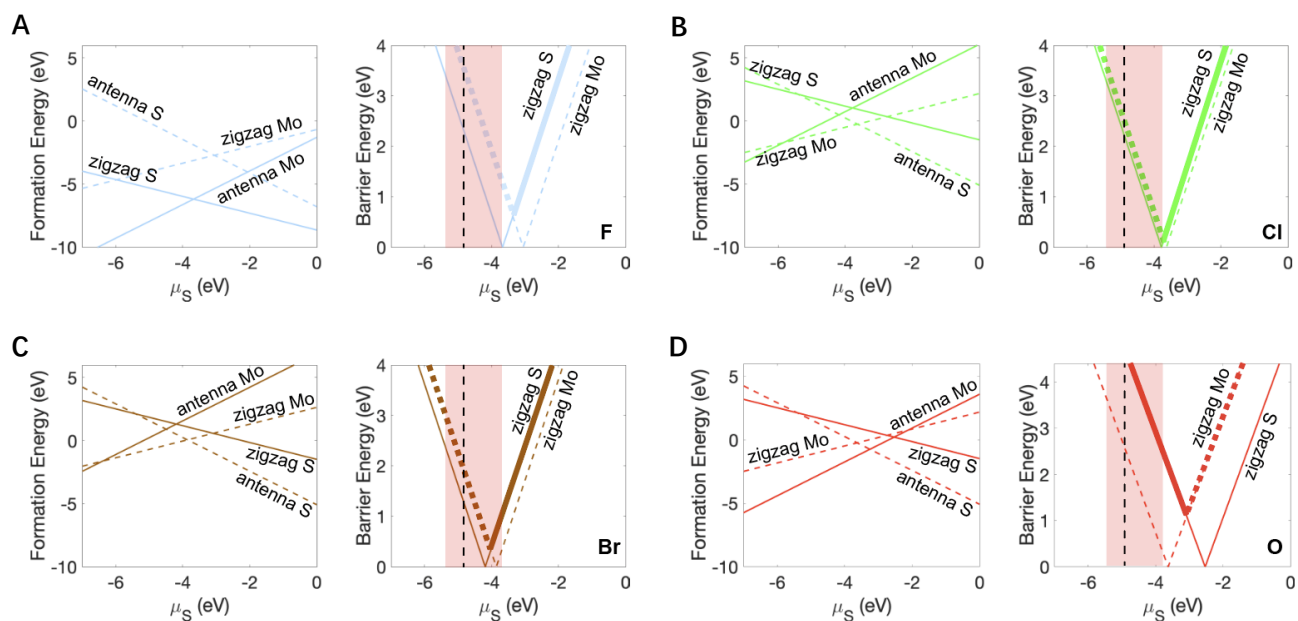 A
Formation Energy (eV)
5
0
-5
-10
-6
-4
-2
0
μS (eV)
antenna S
zigzag Mo
zigzag S
antenna Mo
Barrier Energy (eV)
4
3
2
1
0
-6
-4
-2
0
μS (eV)
zigzag S
zigzag Mo
F
B
Formation Energy (eV)
5
0
-5
-10
-6
-4
-2
0
μS (eV)
zigzag S
antenna Mo
zigzag Mo
antenna S
Barrier Energy (eV)
4
3
2
1
0
-6
-4
-2
0
μS (eV)
zigzag S
zigzag Mo
Cl
C
Formation Energy (eV)
5
0
-5
-10
-6
-4
-2
0
μS (eV)
antenna Mo
zigzag Mo
zigzag S
antenna S
Barrier Energy (eV)
4
3
2
1
0
-6
-4
-2
0
μS (eV)
zigzag S
zigzag Mo
Br
D
Formation Energy (eV)
5
0
-5
-10
-6
-4
-2
0
μS (eV)
antenna Mo
zigzag Mo
zigzag S
antenna S
Barrier Energy (eV)
4
3
2
1
0
-6
-4
-2
0
μS (eV)
zigzag Mo
zigzag S
O